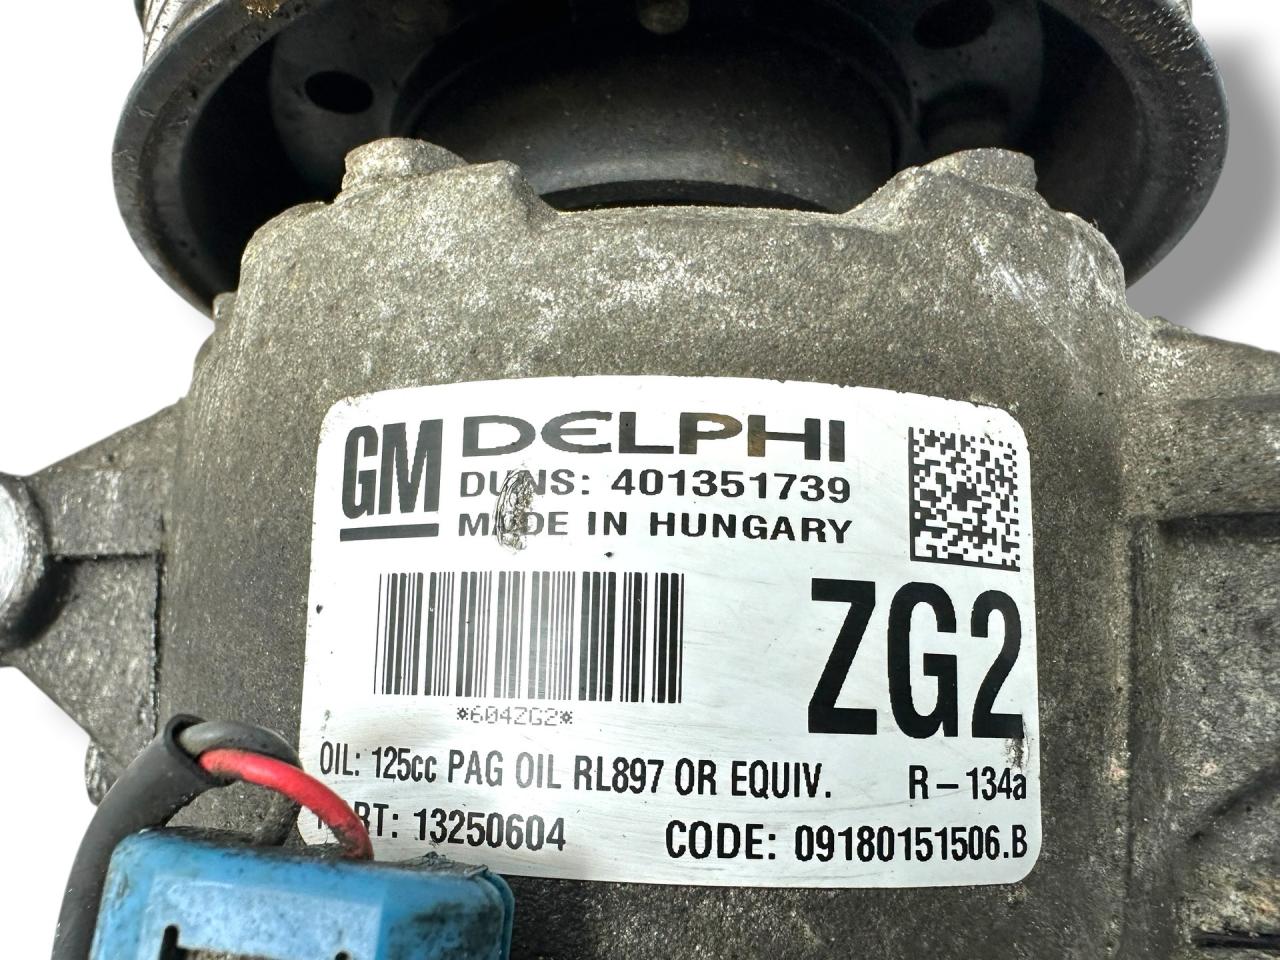 GM DELPHI
DUNS: 401351739
MADE IN HUNGARY
ZG2
*604ZG2*
OIL: 125cc PAG OIL RL897 OR EQUIV. R-134a
PART: 13250604 CODE: 09180151506.B